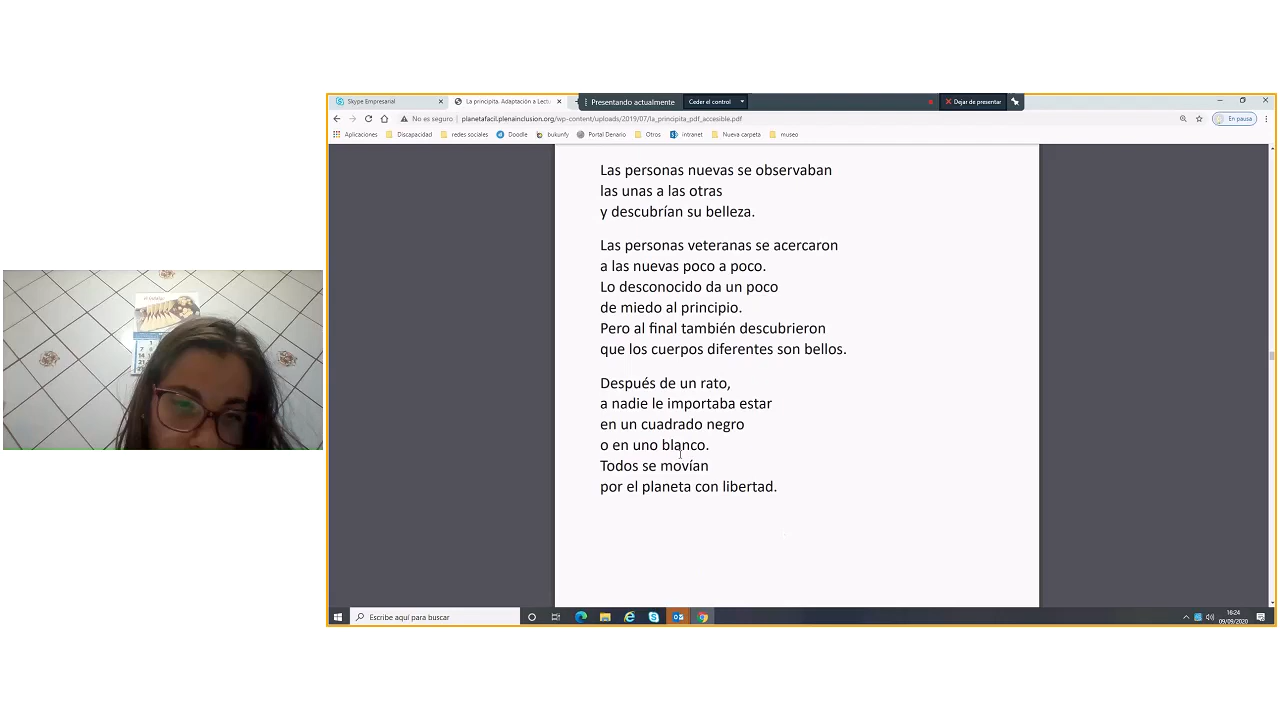 Skype Empresarial
La principita. Adaptación a Lectu
Presentando actualmente
Ceder el control
Dejar de presentar
No es seguro
planetafacil.plenainclusion.org/wp-content/uploads/2019/07/la_principita_pdf_accesible.pdf
En pausa
Aplicaciones
Discapacidad
redes sociales
Doodle
bukunfy
Portal Denario
Otros
intranet
Nueva carpeta
museo
Las personas nuevas se observaban
las unas a las otras
y descubrían su belleza.
Las personas veteranas se acercaron
a las nuevas poco a poco.
Lo desconocido da un poco
de miedo al principio.
Pero al final también descubrieron
que los cuerpos diferentes son bellos.
Después de un rato,
a nadie le importaba estar
en un cuadrado negro
o en uno blanco.
Todos se movían
por el planeta con libertad.
Escribe aquí para buscar
16:24
09/09/2020